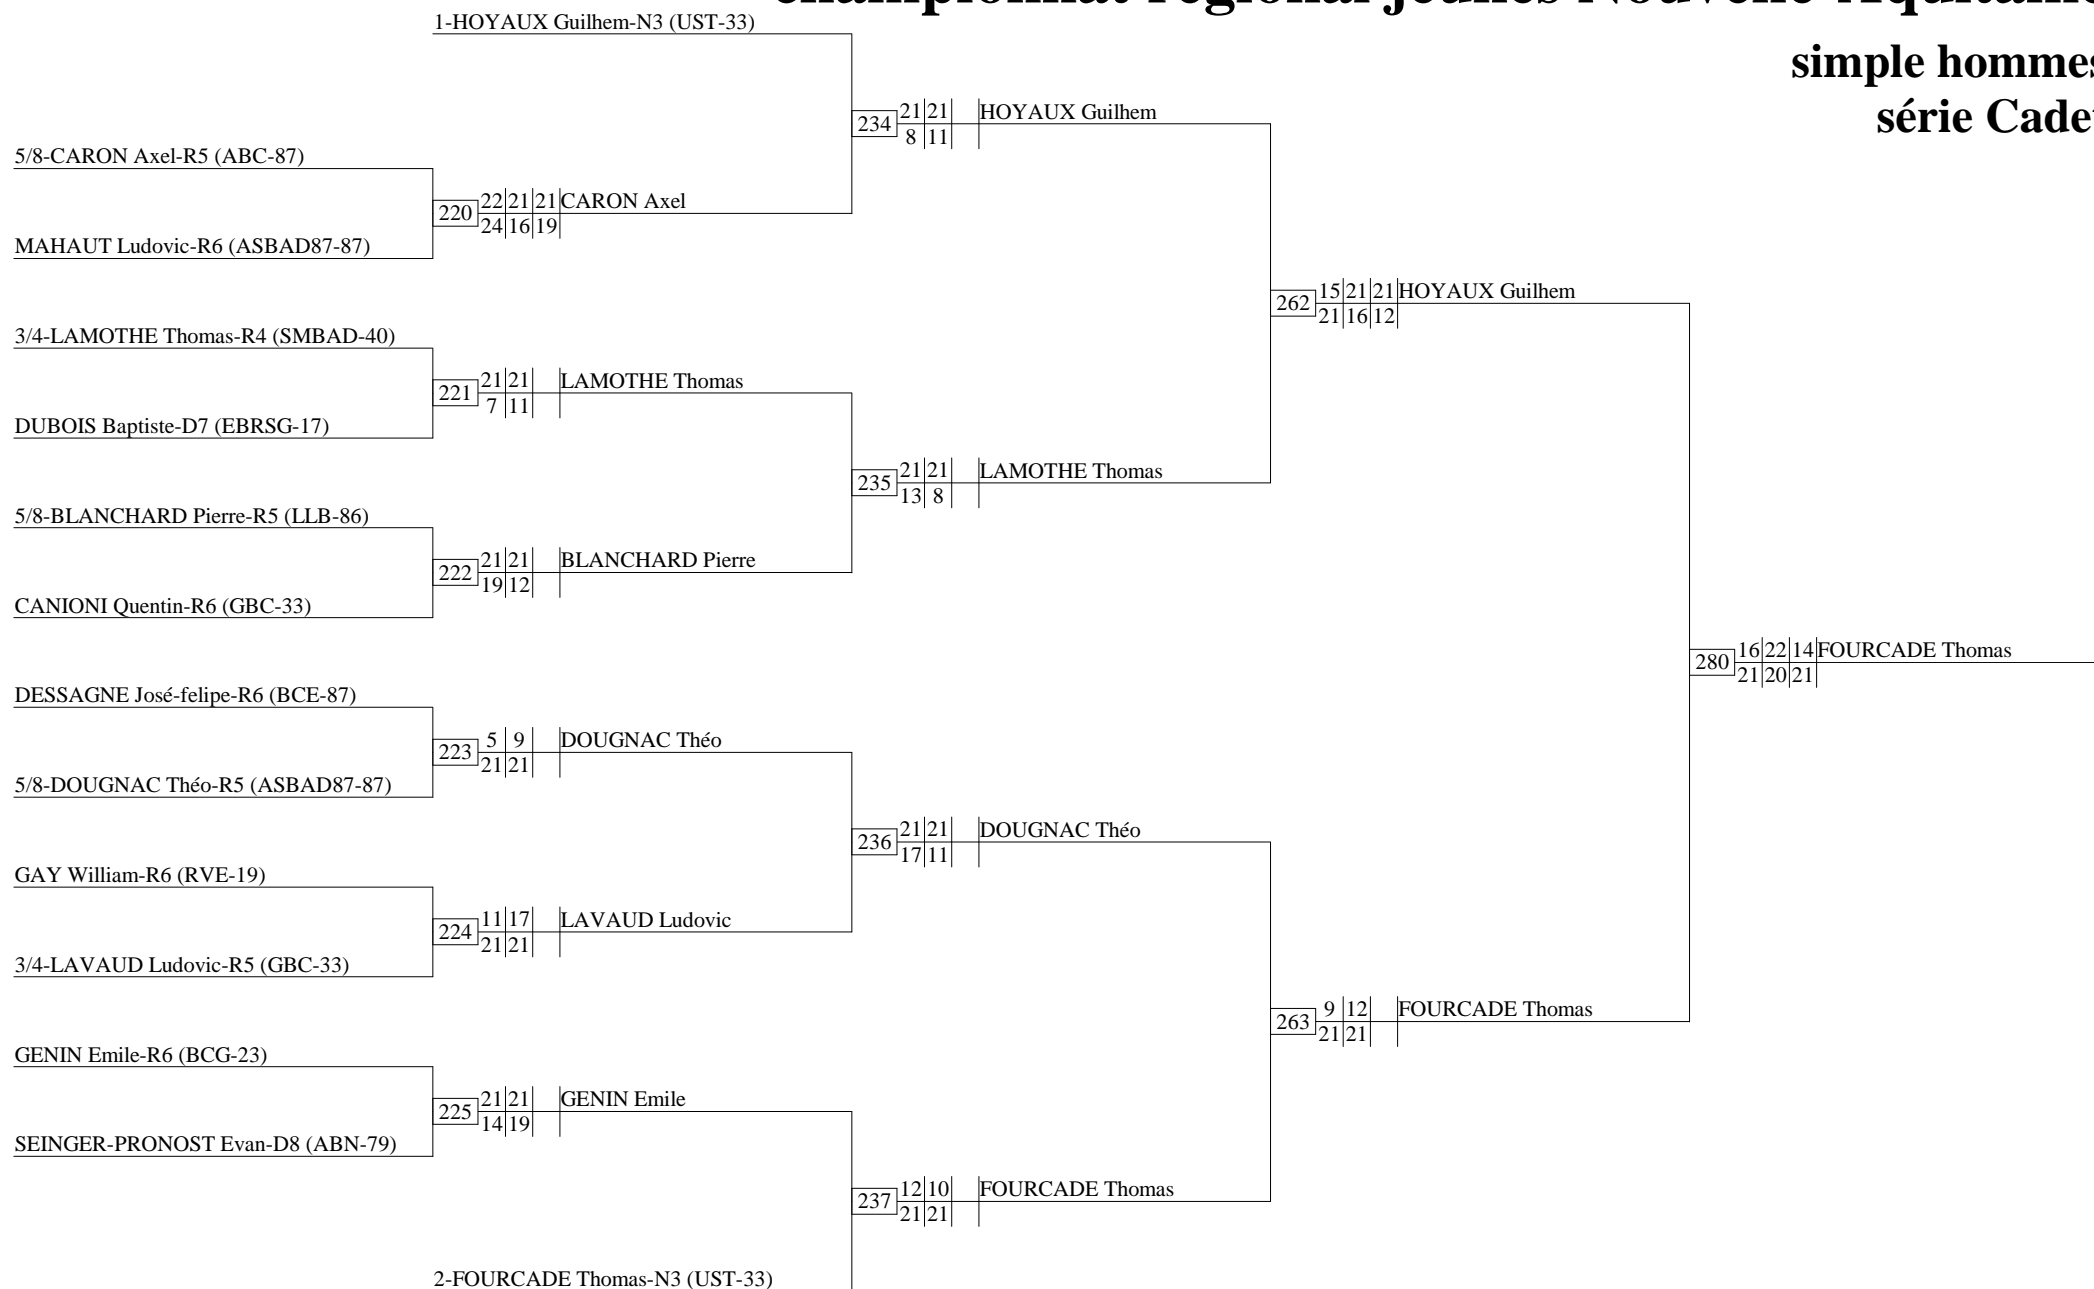 championnat régional jeunes Nouvelle-Aquitaine
simple hommes
série Cadet
1-HOYAUX Guilhem-N3 (UST-33)
234 21 21 HOYAUX Guilhem
8 11
5/8-CARON Axel-R5 (ABC-87)
220 22 21 21 CARON Axel
24 16 19
MAHAUT Ludovic-R6 (ASBAD87-87)
262 15 21 21 HOYAUX Guilhem
21 16 12
3/4-LAMOTHE Thomas-R4 (SMBAD-40)
221 21 21 LAMOTHE Thomas
7 11
DUBOIS Baptiste-D7 (EBRSG-17)
235 21 21 LAMOTHE Thomas
13 8
5/8-BLANCHARD Pierre-R5 (LLB-86)
222 21 21 BLANCHARD Pierre
19 12
CANIONI Quentin-R6 (GBC-33)
280 16 22 14 FOURCADE Thomas
21 20 21
DESSAGNE José-felipe-R6 (BCE-87)
223 5 9 DOUGNAC Théo
21 21
5/8-DOUGNAC Théo-R5 (ASBAD87-87)
236 21 21 DOUGNAC Théo
17 11
GAY William-R6 (RVE-19)
224 11 17 LAVAUD Ludovic
21 21
3/4-LAVAUD Ludovic-R5 (GBC-33)
263 9 12 FOURCADE Thomas
21 21
GENIN Emile-R6 (BCG-23)
225 21 21 GENIN Emile
14 19
SEINGER-PRONOST Evan-D8 (ABN-79)
237 12 10 FOURCADE Thomas
21 21
2-FOURCADE Thomas-N3 (UST-33)